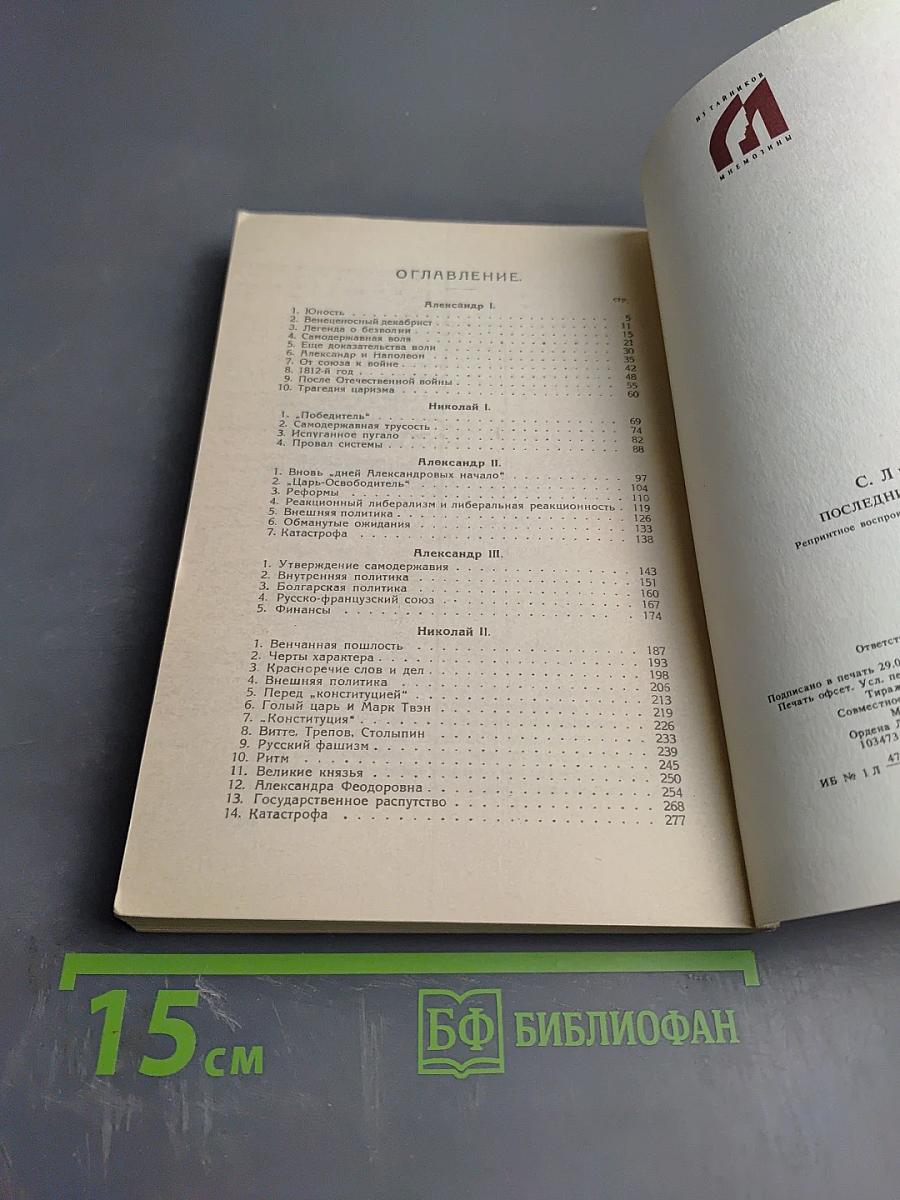 ОГЛАВЛЕНИЕ.
стр.
Александр I.
1. Юность . . . 5
2. Венценосный декабрист . . . 11
3. Легенда о безволии . . . 15
4. Самодержавная воля . . . 21
5. Еще доказательства воли . . . 30
6. Александр и Наполеон . . . 35
7. От союза к войне . . . 42
8. 1812-й год . . . 48
9. После Отечественной войны . . . 55
10. Трагедия царизма . . . 60
Николай I.
1. „Победитель“ . . . 69
2. Самодержавная трусость . . . 74
3. Испуганное пугало . . . 82
4. Провал системы . . . 88
Александр II.
1. Вновь „дней Александровых начало“ . . . 97
2. „Царь-Освободитель“ . . . 104
3. Реформы . . . 110
4. Реакционный либерализм и либеральная реакционность . 119
5. Внешняя политика . . . 126
6. Обманутые ожидания . . . 133
7. Катастрофа . . . 138
Александр III.
1. Утверждение самодержавия . . . 143
2. Внутренняя политика . . . 151
3. Болгарская политика . . . 160
4. Русско-французский союз . . . 167
5. Финансы . . . 174
Николай II.
1. Венчанная пошлость . . . 187
2. Черты характера . . . 193
3. Красноречие слов и дел . . . 198
4. Внешняя политика . . . 206
5. Перед „конституцией“ . . . 213
6. Голый царь и Марк Твэн . . . 219
7. „Конституция“ . . . 226
8. Витте, Трепов, Столыпин . . . 233
9. Русский фашизм . . . 239
10. Ритм . . . 245
11. Великие князья . . . 250
12. Александра Феодоровна . . . 254
13. Государственное распутство . . . 268
14. Катастрофа . . . 277
ИЗ ТАЙНИКОВ
МНЕМОЗИНЫ
С. Л
ПОСЛЕДНИ
Репринтное воспрои
Ответст
Подписано в печать 29.0
Печать офсет. Усл. пе
Тираж
Совместное
М
Ордена Л
103473
ИБ № 1 Л 47
15 см
БФ БИБЛИОФАН